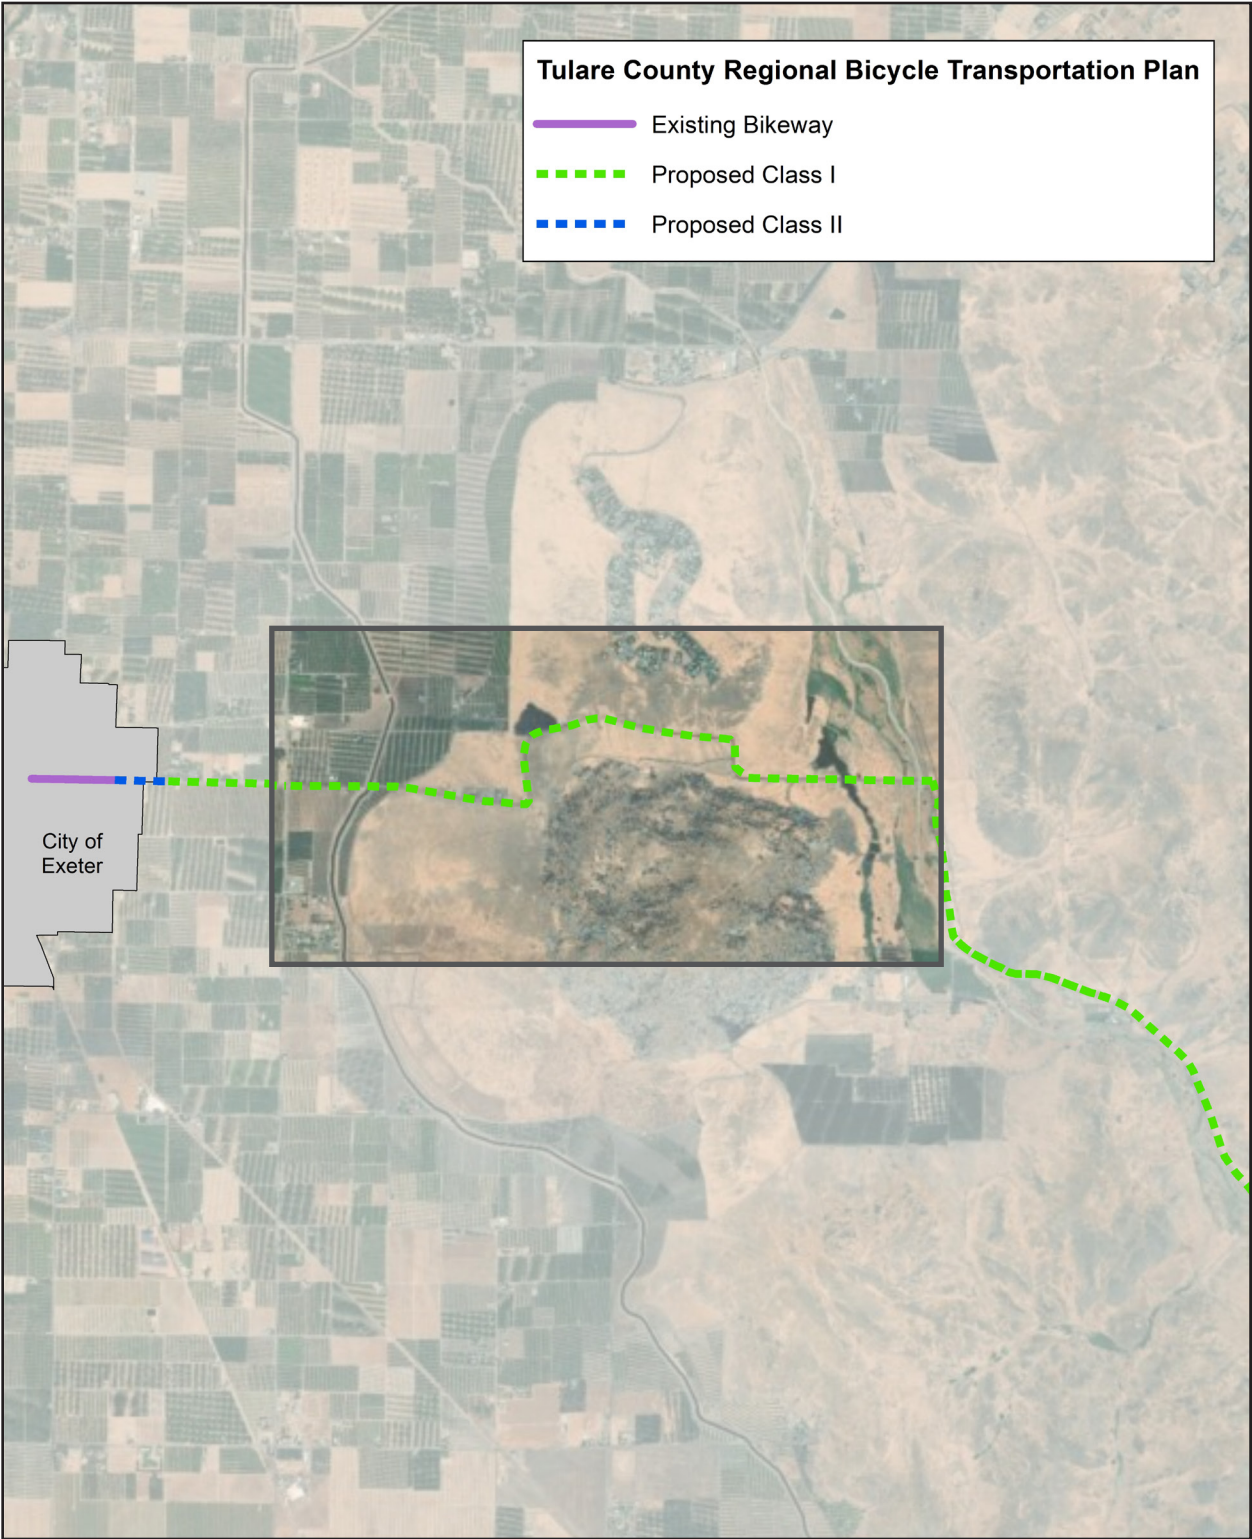 Tulare County Regional Bicycle Transportation Plan
Existing Bikeway
Proposed Class I
Proposed Class II
City of
Exeter